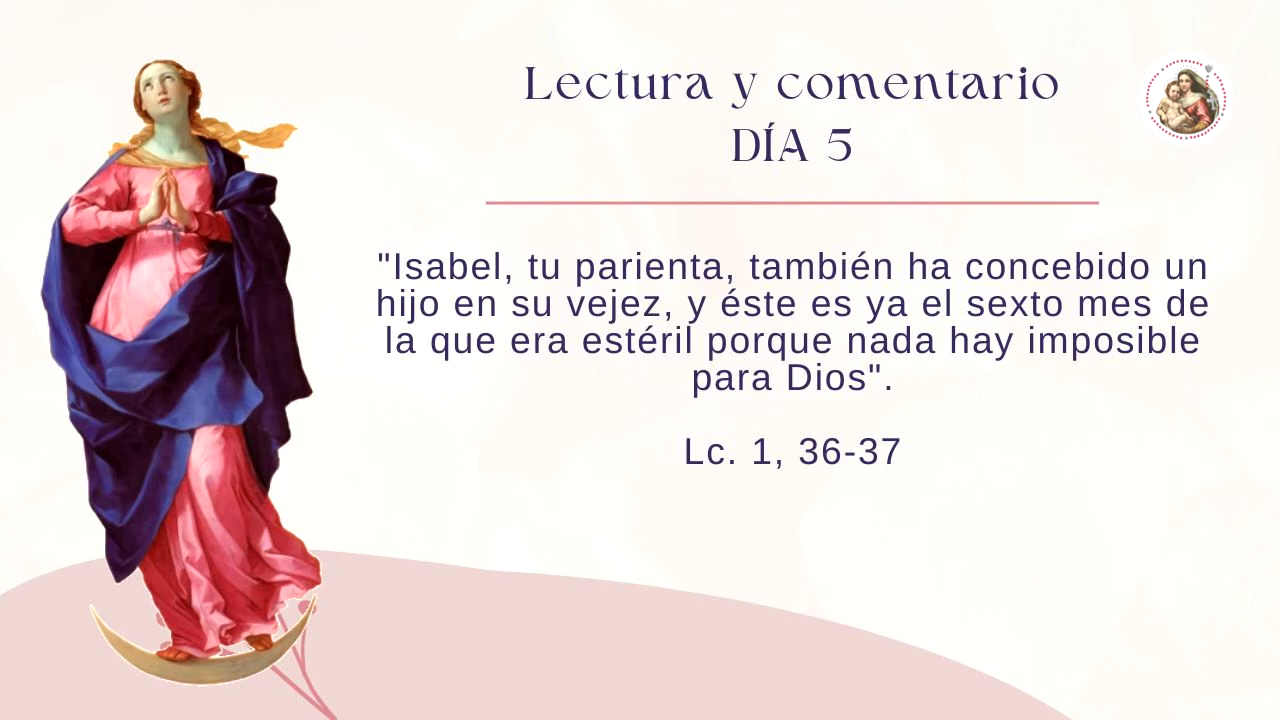 Lectura y comentario
DÍA 5
"Isabel, tu parienta, también ha concebido un
hijo en su vejez, y éste es ya el sexto mes de
la que era estéril porque nada hay imposible
para Dios".
Lc. 1, 36-37